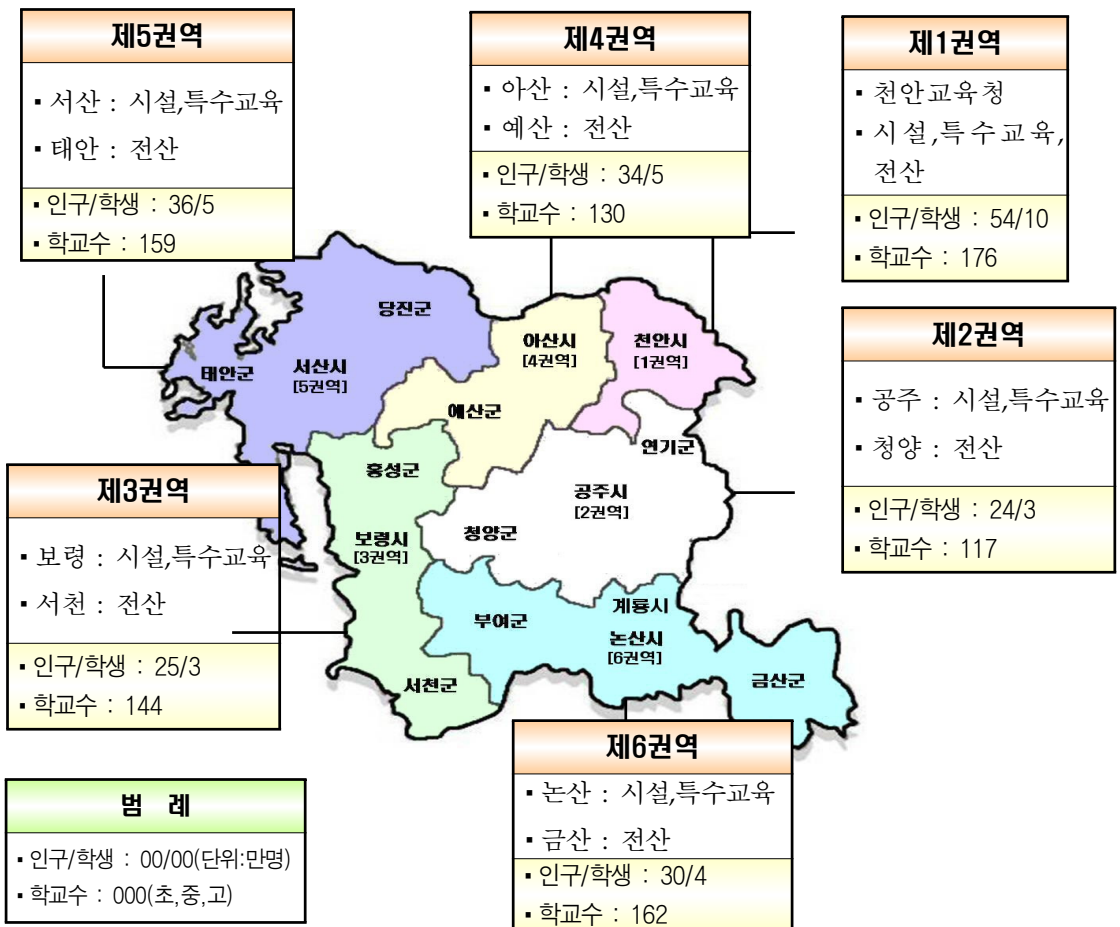 제5권역
▪ 서산 : 시설,특수교육
▪ 태안 : 전산
▪ 인구/학생 : 36/5
▪ 학교수 : 159
제4권역
▪ 아산 : 시설,특수교육
▪ 예산 : 전산
▪ 인구/학생 : 34/5
▪ 학교수 : 130
제1권역
▪ 천안교육청
▪ 시설,특수교육,
전산
▪ 인구/학생 : 54/10
▪ 학교수 : 176
당진군
아산시
[4권역]
천안시
[1권역]
태안군
서산시
[5권역]
예산군
연기군
홍성군
공주시
[2권역]
청양군
보령시
[3권역]
계룡시
부여군
논산시
[6권역]
서천군
금산군
제2권역
▪ 공주 : 시설,특수교육
▪ 청양 : 전산
▪ 인구/학생 : 24/3
▪ 학교수 : 117
제3권역
▪ 보령 : 시설,특수교육
▪ 서천 : 전산
▪ 인구/학생 : 25/3
▪ 학교수 : 144
제6권역
▪ 논산 : 시설,특수교육
▪ 금산 : 전산
▪ 인구/학생 : 30/4
▪ 학교수 : 162
범 례
▪ 인구/학생 : 00/00(단위:만명)
▪ 학교수 : 000(초,중,고)